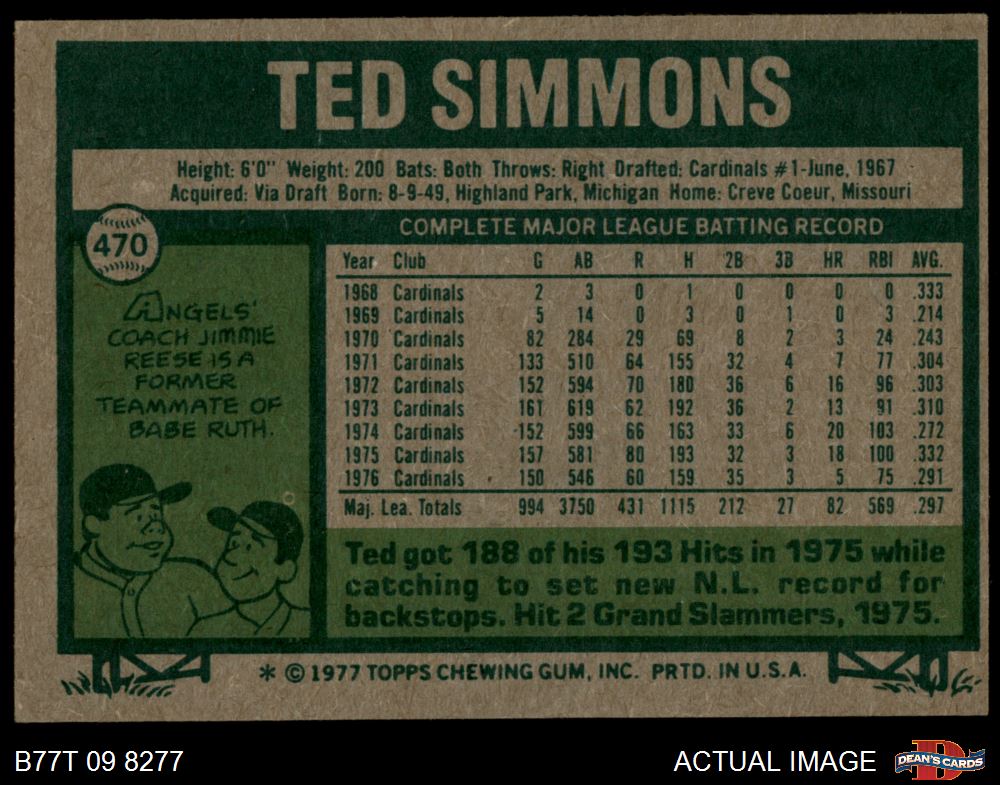 TED SIMMONS
Height: 6'0" Weight: 200 Bats: Both Throws: Right Drafted: Cardinals #1-June, 1967
Acquired: Via Draft Born: 8-9-49, Highland Park, Michigan Home: Creve Coeur, Missouri
470
ANGELS'
COACH JIMMIE
REESE IS A
FORMER
TEAMMATE OF
BABE RUTH.
COMPLETE MAJOR LEAGUE BATTING RECORD
Year Club G AB R H 2B 3B HR RBI AVG.
1968 Cardinals 2 3 0 1 0 0 0 0 .333
1969 Cardinals 5 14 0 3 0 1 0 3 .214
1970 Cardinals 82 284 29 69 8 2 3 24 .243
1971 Cardinals 133 510 64 155 32 4 7 77 .304
1972 Cardinals 152 594 70 180 36 6 16 96 .303
1973 Cardinals 161 619 62 192 36 2 13 91 .310
1974 Cardinals 152 599 66 163 33 6 20 103 .272
1975 Cardinals 157 581 80 193 32 3 18 100 .332
1976 Cardinals 150 546 60 159 35 3 5 75 .291
Maj. Lea. Totals 994 3750 431 1115 212 27 82 569 .297
Ted got 188 of his 193 Hits in 1975 while
catching to set new N.L. record for
backstops. Hit 2 Grand Slammers, 1975.
* © 1977 TOPPS CHEWING GUM, INC. PRTD. IN U.S.A.
B77T 09 8277
ACTUAL IMAGE
D
DEAN'S CARDS